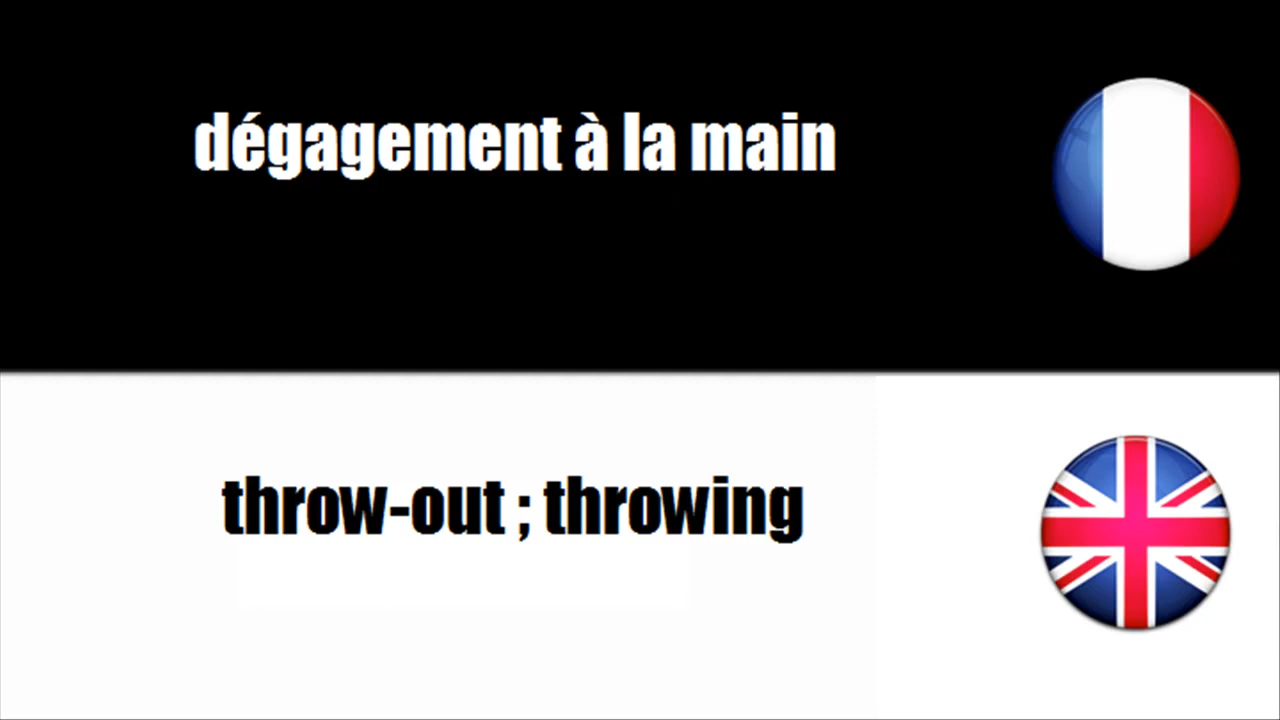 dégagement à la main
throw-out ; throwing